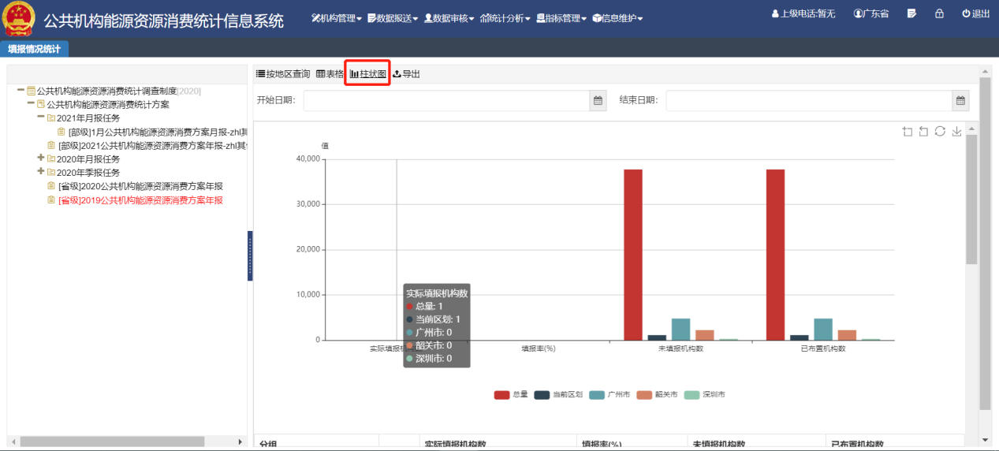 公共机构能源资源消费统计信息系统
机构管理 数据报送 数据审核 统计分析 指标管理 信息维护
上级电话:暂无 广东省 退出
填报情况统计
按地区查询 表格 柱状图 导出
开始日期: 结束日期:
公共机构能源资源消费统计调查制度[2020]
公共机构能源资源消费统计方案
2021年月报任务
[部级]1月公共机构能源资源消费方案月报-zhl其
[部级]2021公共机构能源资源消费方案年报-zhl其
2020年月报任务
2020年季报任务
[省级]2020公共机构能源资源消费方案年报
[省级]2019公共机构能源资源消费方案年报
值
40,000
30,000
20,000
10,000
0
实际填报机构数
总量: 1
当前区划: 1
广州市: 0
韶关市: 0
深圳市: 0
实际填报机 填报率(%) 未填报机构数 已布置机构数
总量 当前区划 广州市 韶关市 深圳市
分组 实际填报机构数 填报率(%) 未填报机构数 已布置机构数